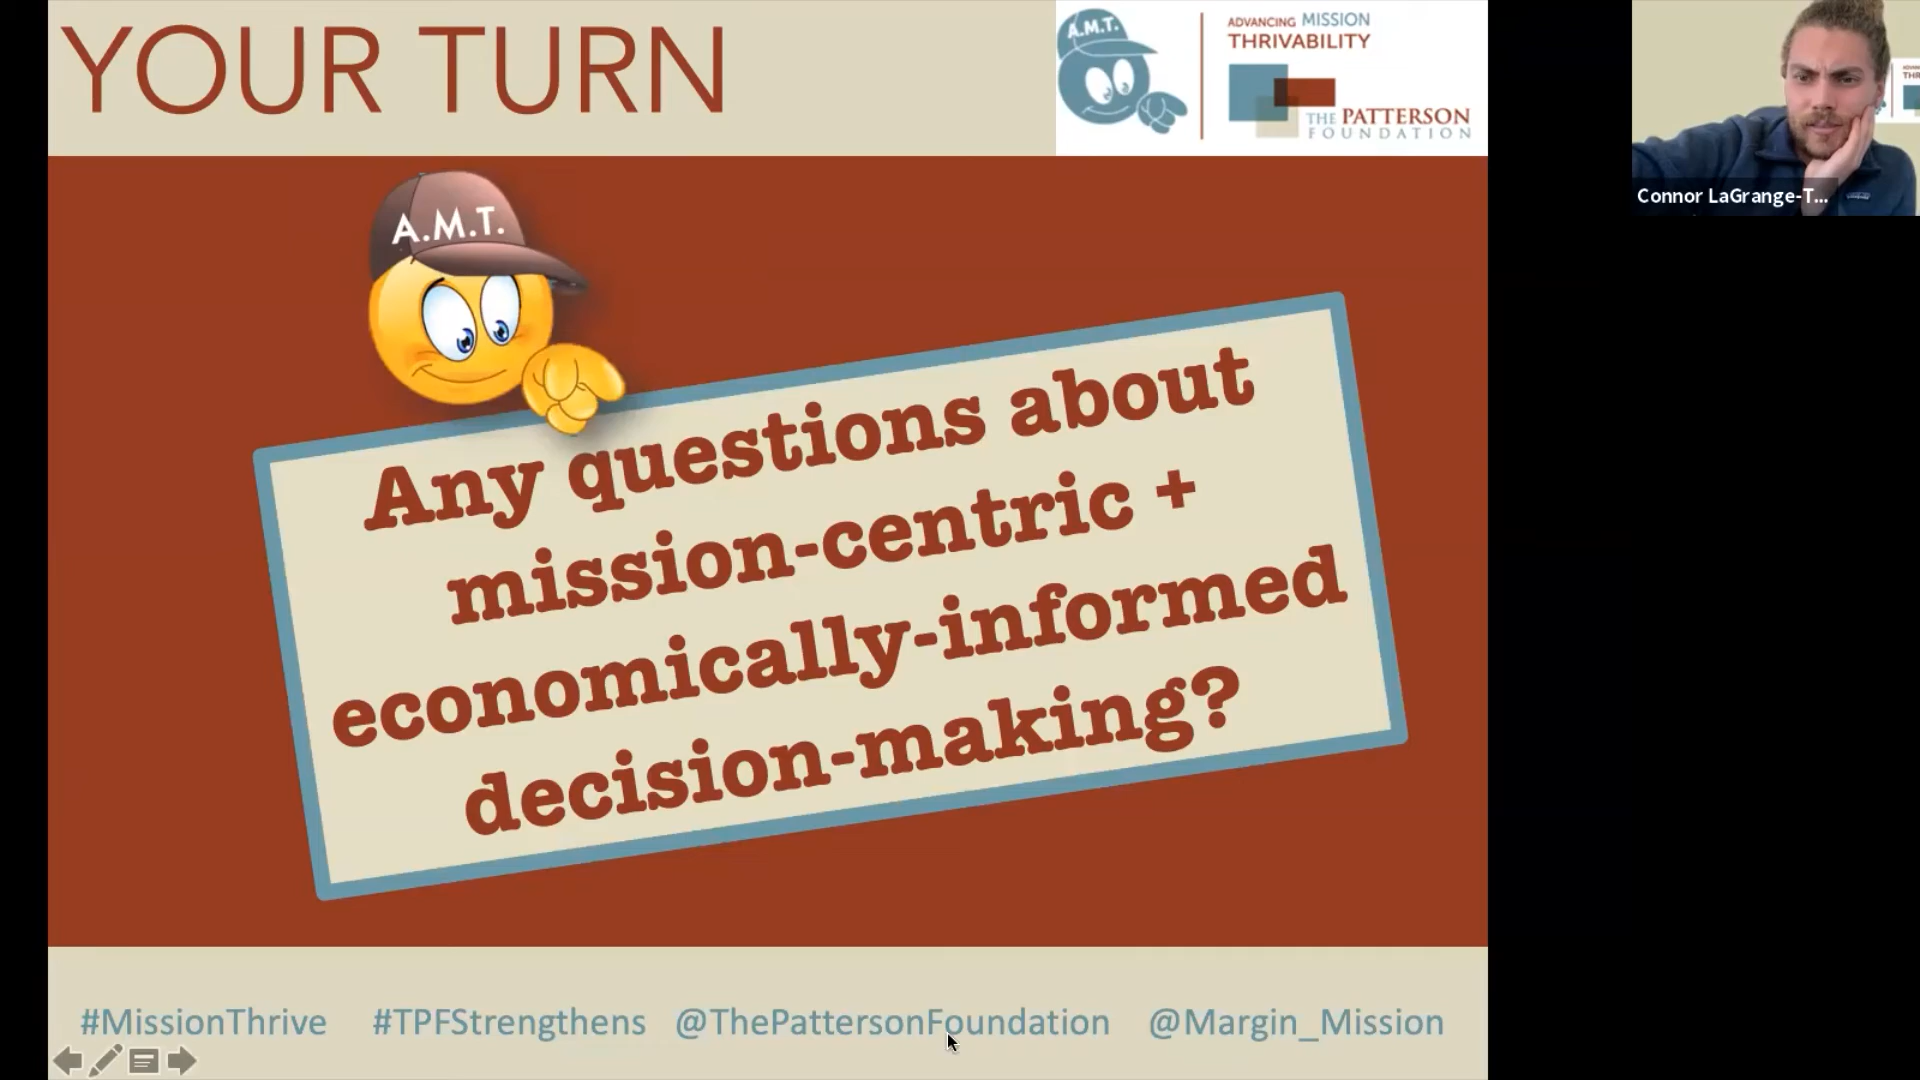 YOUR TURN
A.M.T.
ADVANCING MISSION
THRIVABILITY
THE PATTERSON
FOUNDATION
A.M.T.
Any questions about
mission-centric +
economically-informed
decision-making?
#MissionThrive #TPFStrengthens @ThePattersonFoundation @Margin_Mission
Connor LaGrange-T...